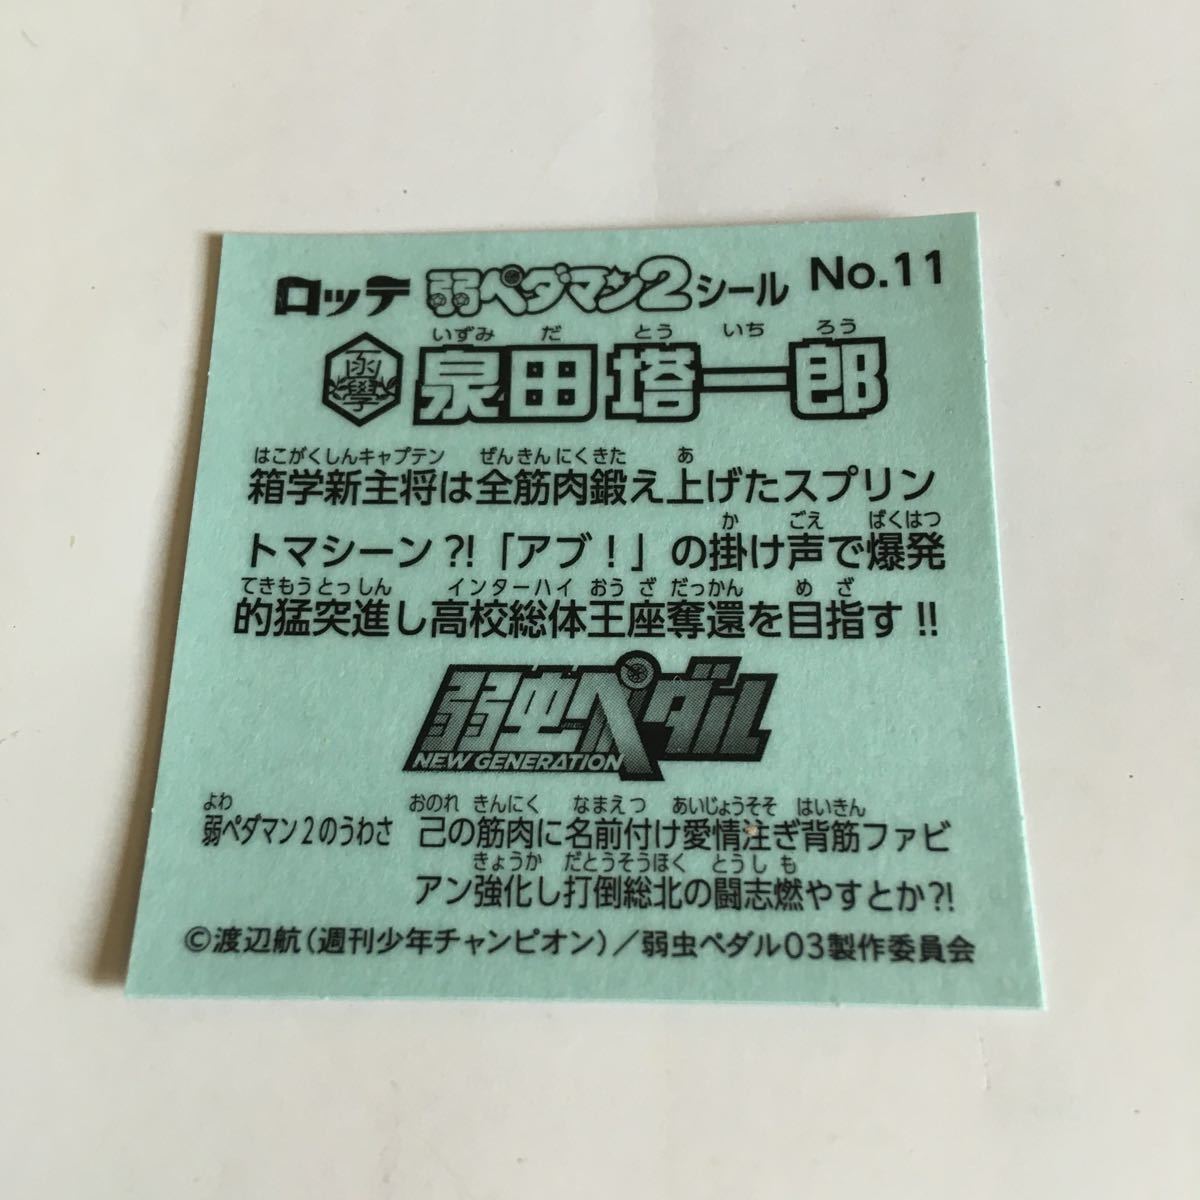 ロッテ 弱ペダマン2シール No.11
いずみ だ とう いち ろう
函學 泉田塔一郎
はこがくしんキャプテン ぜんきんにくきた あ
箱学新主将は全筋肉鍛え上げたスプリン
か ごえ ばくはつ
トマシーン?!「アブ!」の掛け声で爆発
てきもうとっしん インターハイ おう ざ だっかん め ざ
的猛突進し高校総体王座奪還を目指す!!
弱虫ペダル
NEW GENERATION
よわ おのれ きんにく なまえつ あいじょうそそ はいきん
弱ペダマン2のうわさ 己の筋肉に名前付け愛情注ぎ背筋ファビ
きょうか だとうそうほく とうしも
アン強化し打倒総北の闘志燃やすとか?!
©渡辺航(週刊少年チャンピオン)/弱虫ペダル03製作委員会